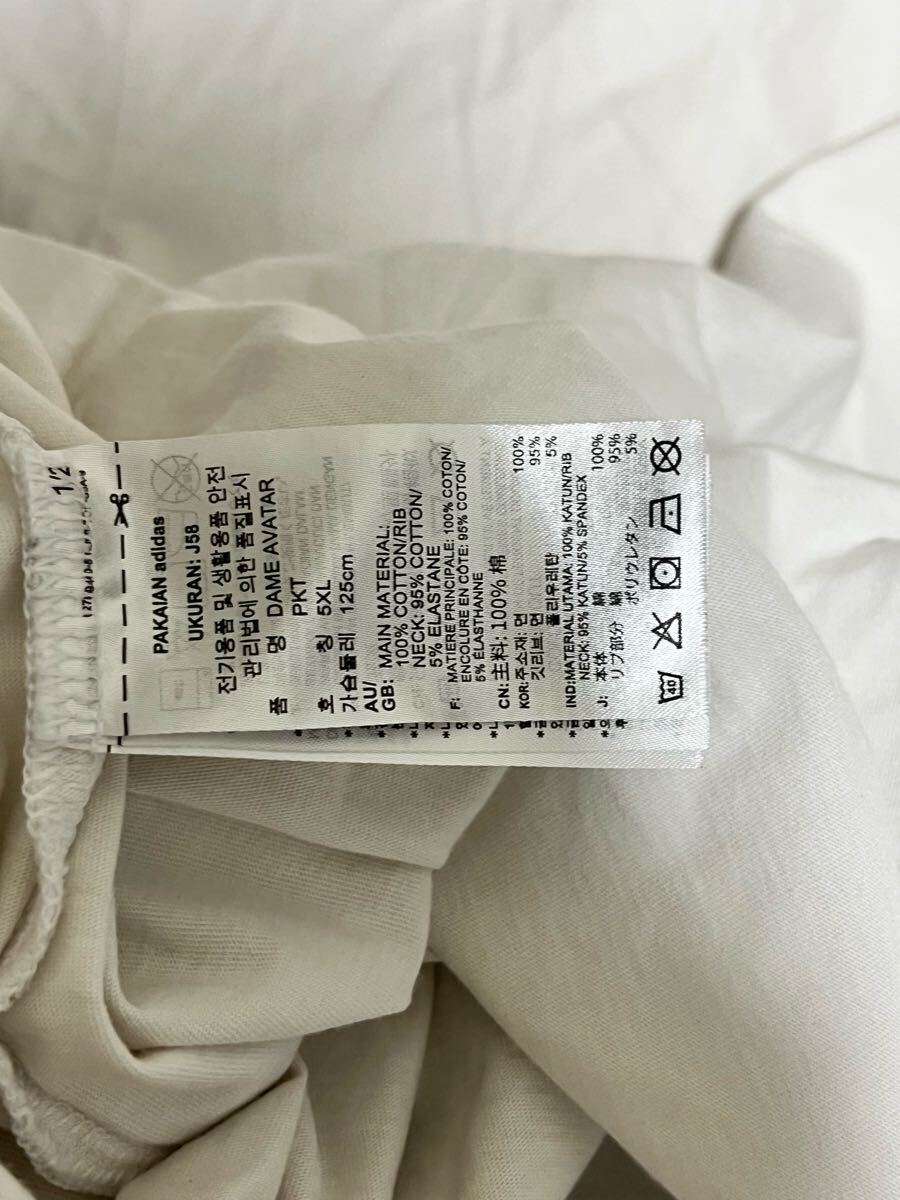 1/2
PAKAIAN adidas
UKURAN: J58
전기용품 및 생활용품 안전
관리법에 의한 품질표시
품 명 DAME AVATAR
PKT
호 칭 5XL
가슴둘레 125cm
AU/
GB: MAIN MATERIAL:
100% COTTON/RIB
NECK: 95% COTTON/
5% ELASTANE
F: MATIÈRE PRINCIPALE: 100% COTON/
ENCOLURE EN CÔTE: 95% COTON/
5% ÉLASTHANNE
CN: 主料: 100% 棉
KOR: 주소재: 면 100%
깃리브: 면 95%
폴리우레탄 5%
IND: MATERIAL UTAMA: 100% KATUN/RIB
NECK: 95% KATUN/5% SPANDEX
J: 本体 綿 100%
リブ部分 綿 95%
ポリウレタン 5%
40